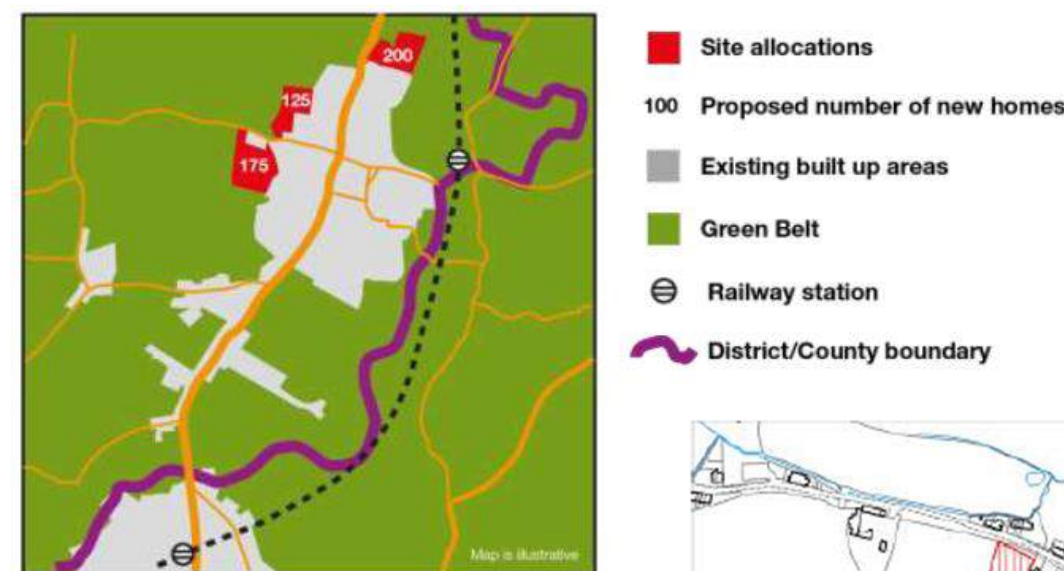 200
125
175
Map is illustrative
Site allocations
100 Proposed number of new homes
Existing built up areas
Green Belt
Railway station
District/County boundary